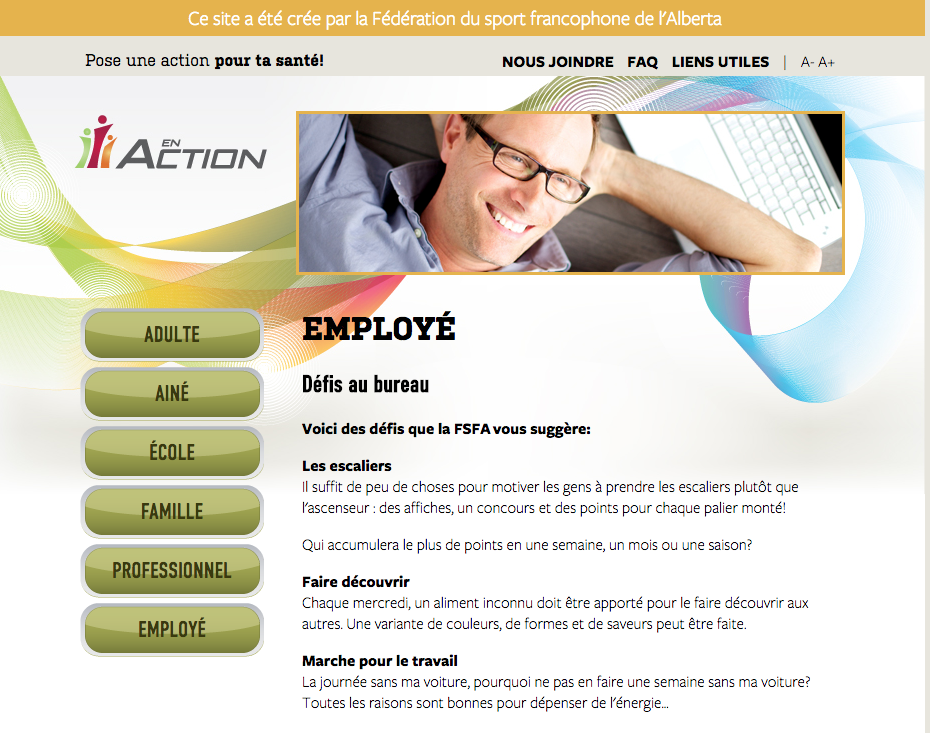 Ce site a été crée par la Fédération du sport francophone de l'Alberta
Pose une action pour ta santé!
NOUS JOINDRE FAQ LIENS UTILES | A- A+
EN
ACTION
ADULTE
AINÉ
ÉCOLE
FAMILLE
PROFESSIONNEL
EMPLOYÉ
EMPLOYÉ
Défis au bureau
Voici des défis que la FSFA vous suggère:
Les escaliers
Il suffit de peu de choses pour motiver les gens à prendre les escaliers plutôt que
l'ascenseur : des affiches, un concours et des points pour chaque palier monté!
Qui accumulera le plus de points en une semaine, un mois ou une saison?
Faire découvrir
Chaque mercredi, un aliment inconnu doit être apporté pour le faire découvrir aux
autres. Une variante de couleurs, de formes et de saveurs peut être faite.
Marche pour le travail
La journée sans ma voiture, pourquoi ne pas en faire une semaine sans ma voiture?
Toutes les raisons sont bonnes pour dépenser de l'énergie...